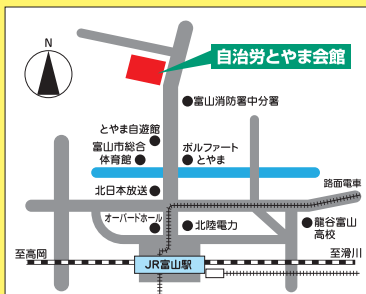 N
自治労とやま会館
富山消防署中分署
とやま自遊館
富山市総合
体育館
ボルファート
とやま
北日本放送
路面電車
オーバードホール
北陸電力
龍谷富山
高校
至高岡
至滑川
JR富山駅